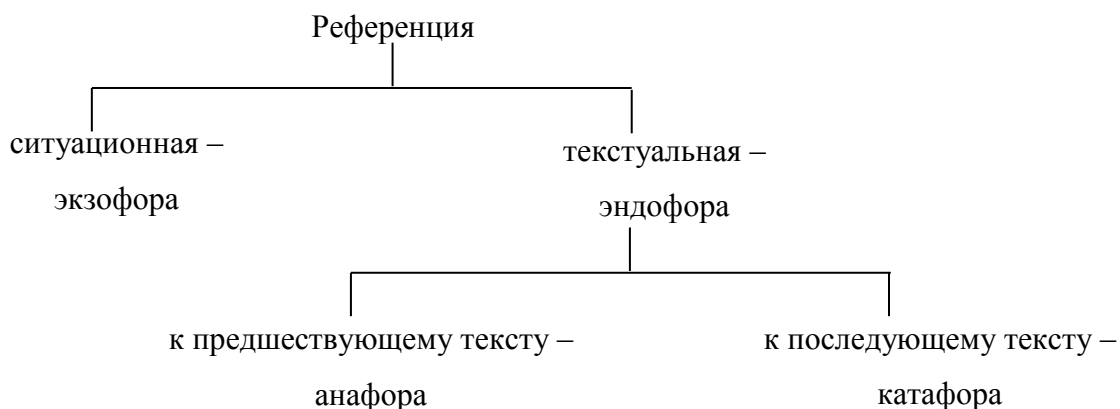 Референция
ситуационная –
экзофора
текстуальная –
эндофора
к предшествующему тексту –
анафора
к последующему тексту –
катафора